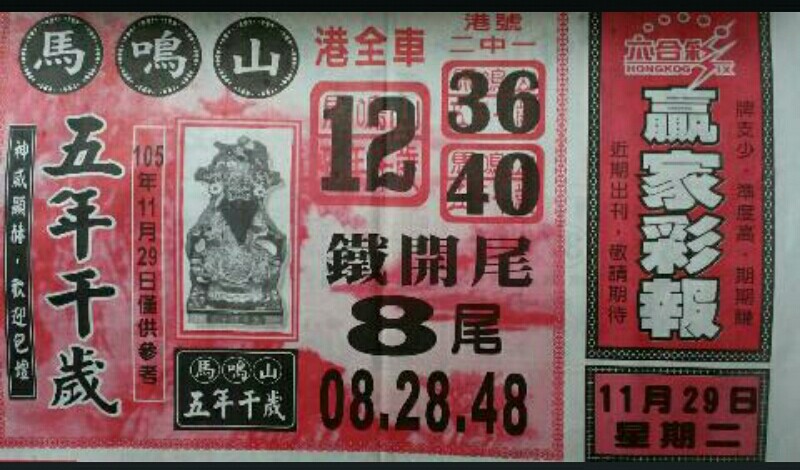 馬鳴山
五年千歲
神威顯赫，歡迎包壇
105年11月29日僅供參考
馬鳴山
五年千歲
港全車
12
港號
二中一
36
40
鐵開尾
8尾
08.28.48
六合彩
HONGKOG SIX
贏家彩報
牌支少，準度高，期期賺
近期出刊，敬請期待
11月29日
星期二